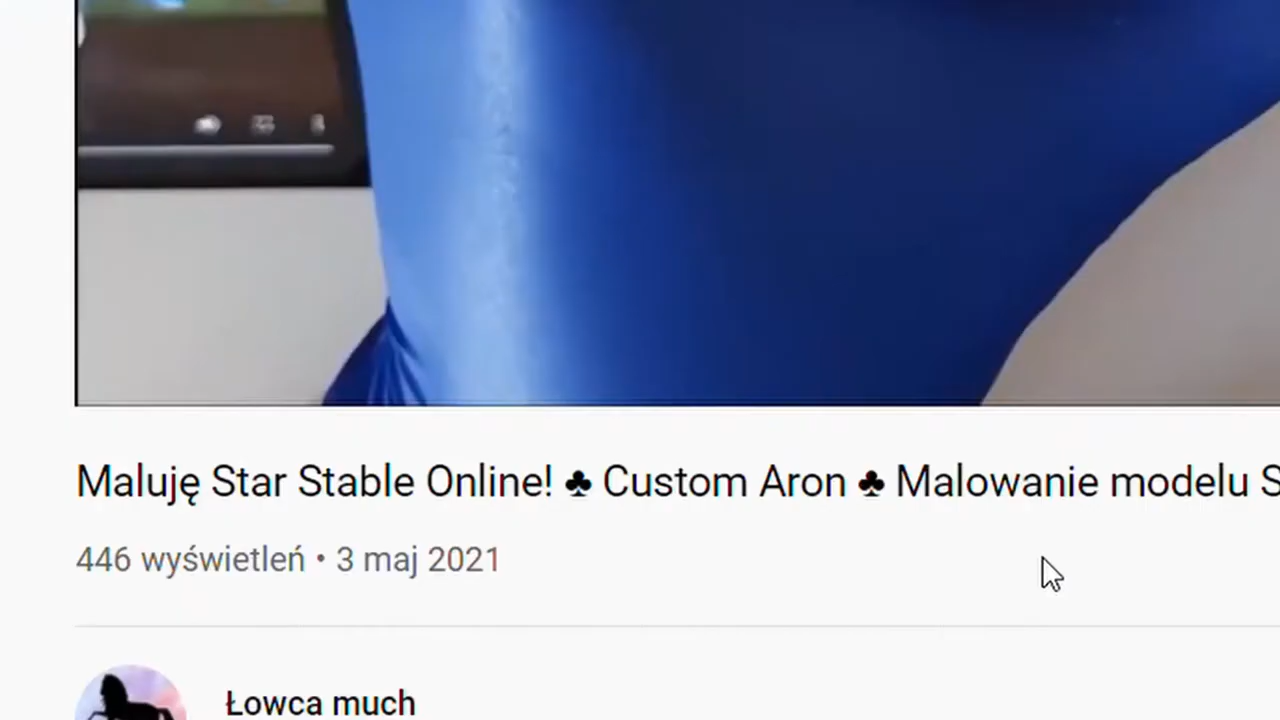 Maluję Star Stable Online! ♣ Custom Aron ♣ Malowanie modelu S
446 wyświetleń • 3 maj 2021
Łowca much